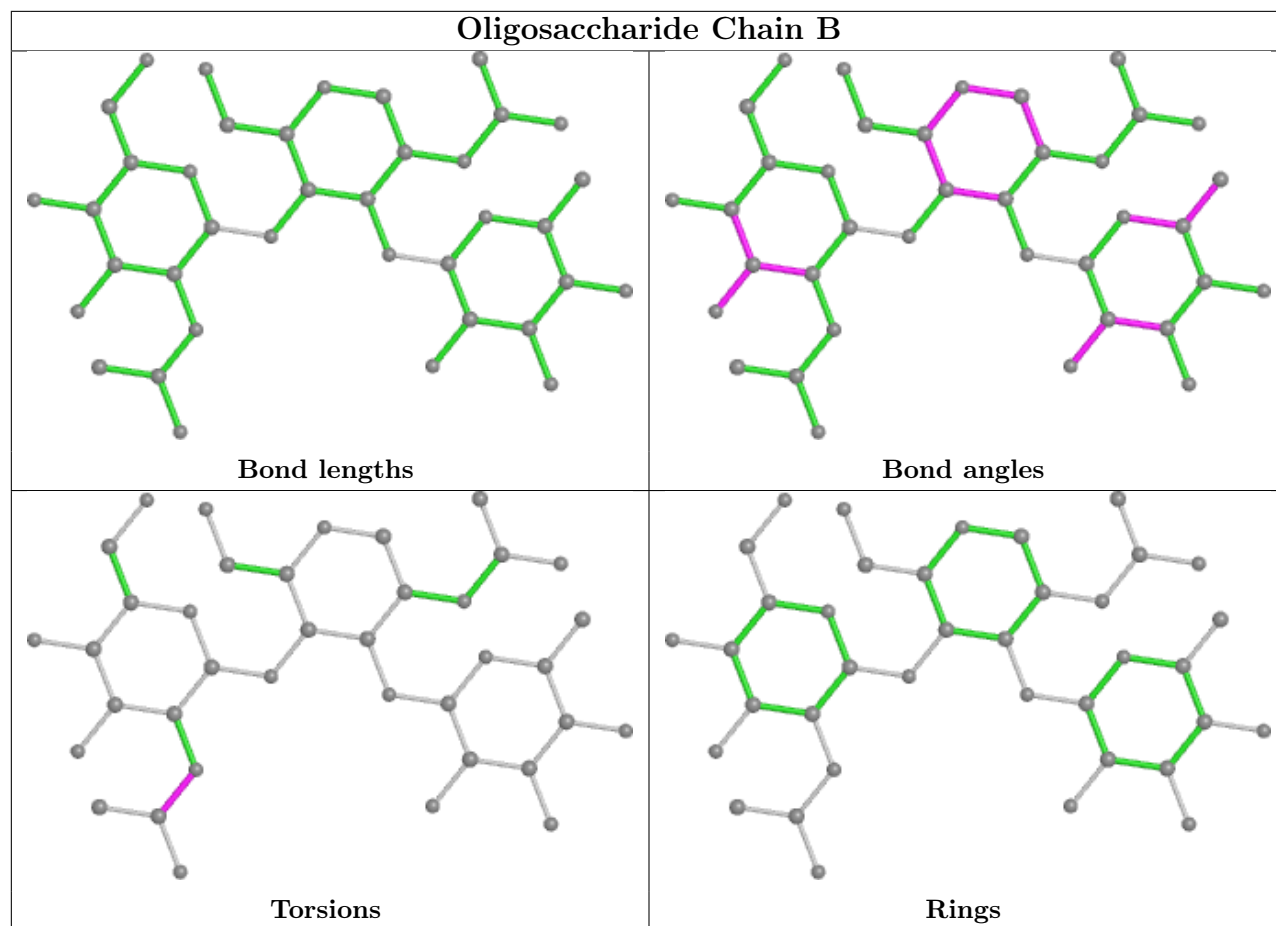 Oligosaccharide Chain B
Bond lengths
Bond angles
Torsions
Rings